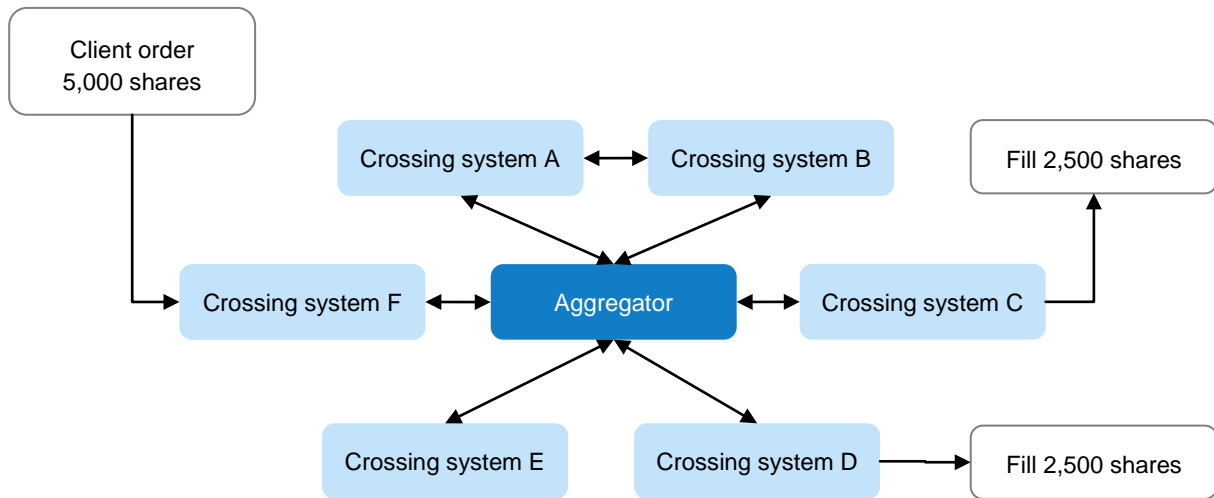 Client order
5,000 shares
Crossing system A
Crossing system B
Fill 2,500 shares
Crossing system F
Aggregator
Crossing system C
Crossing system E
Crossing system D
Fill 2,500 shares